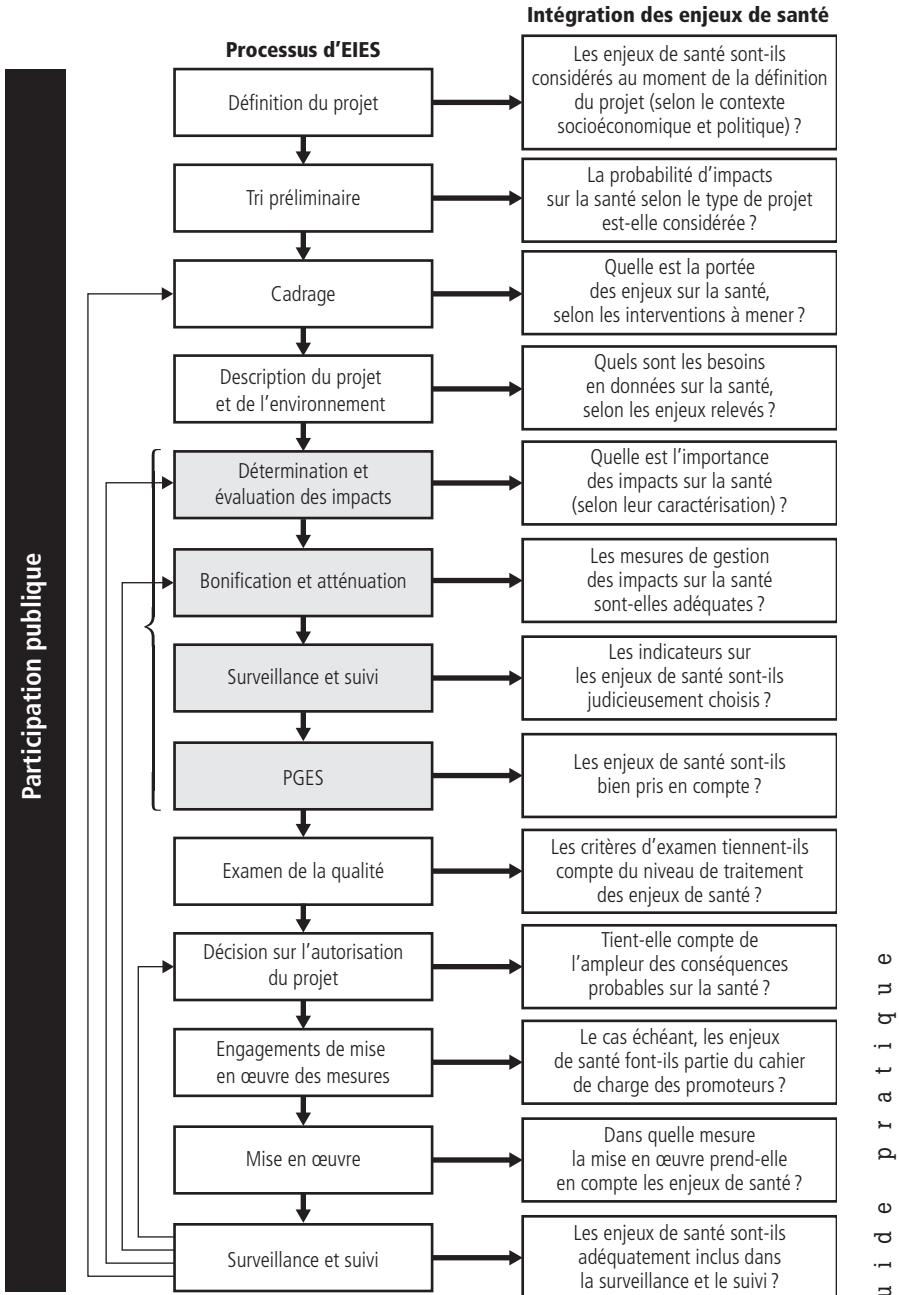 Intégration des enjeux de santé
Processus d'EIES
Participation publique
Définition du projet
Les enjeux de santé sont-ils
considérés au moment de la définition
du projet (selon le contexte
socioéconomique et politique) ?
Tri préliminaire
La probabilité d'impacts
sur la santé selon le type de projet
est-elle considérée ?
Cadrage
Quelle est la portée
des enjeux sur la santé,
selon les interventions à mener ?
Description du projet
et de l'environnement
Quels sont les besoins
en données sur la santé,
selon les enjeux relevés ?
Détermination et
évaluation des impacts
Quelle est l'importance
des impacts sur la santé
(selon leur caractérisation) ?
Bonification et atténuation
Les mesures de gestion
des impacts sur la santé
sont-elles adéquates ?
Surveillance et suivi
Les indicateurs sur
les enjeux de santé sont-ils
judicieusement choisis ?
PGES
Les enjeux de santé sont-ils
bien pris en compte ?
Examen de la qualité
Les critères d'examen tiennent-ils
compte du niveau de traitement
des enjeux de santé ?
Décision sur l'autorisation
du projet
Tient-elle compte de
l'ampleur des conséquences
probables sur la santé ?
Engagements de mise
en œuvre des mesures
Le cas échéant, les enjeux
de santé font-ils partie du cahier
de charge des promoteurs ?
Mise en œuvre
Dans quelle mesure
la mise en œuvre prend-elle
en compte les enjeux de santé ?
Surveillance et suivi
Les enjeux de santé sont-ils
adéquatement inclus dans
la surveillance et le suivi ?
uide pratique